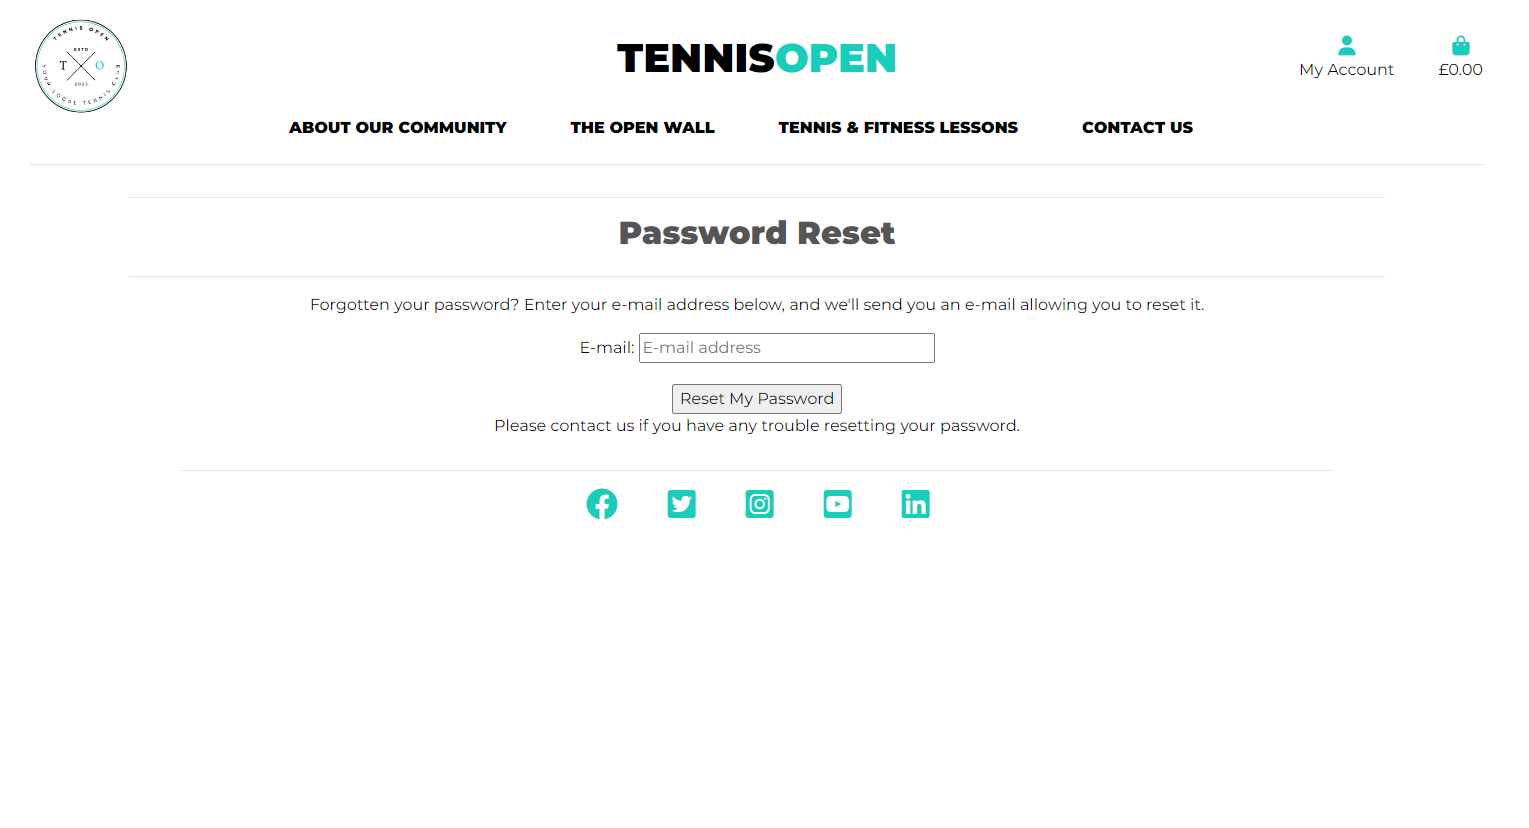 TENNIS OPEN
ESTD
T O
2023
YOUR LOCAL TENNIS CLUB
TENNISOPEN
My Account
£0.00
ABOUT OUR COMMUNITY
THE OPEN WALL
TENNIS & FITNESS LESSONS
CONTACT US
Password Reset
Forgotten your password? Enter your e-mail address below, and we'll send you an e-mail allowing you to reset it.
E-mail: E-mail address
Reset My Password
Please contact us if you have any trouble resetting your password.